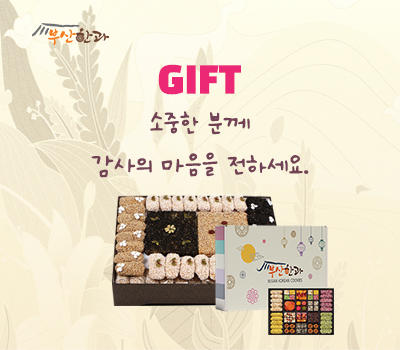 부산한과
GIFT
소중한 분께
감사의 마음을 전하세요.
부산한과
BUSAN KOREAN COOKIES